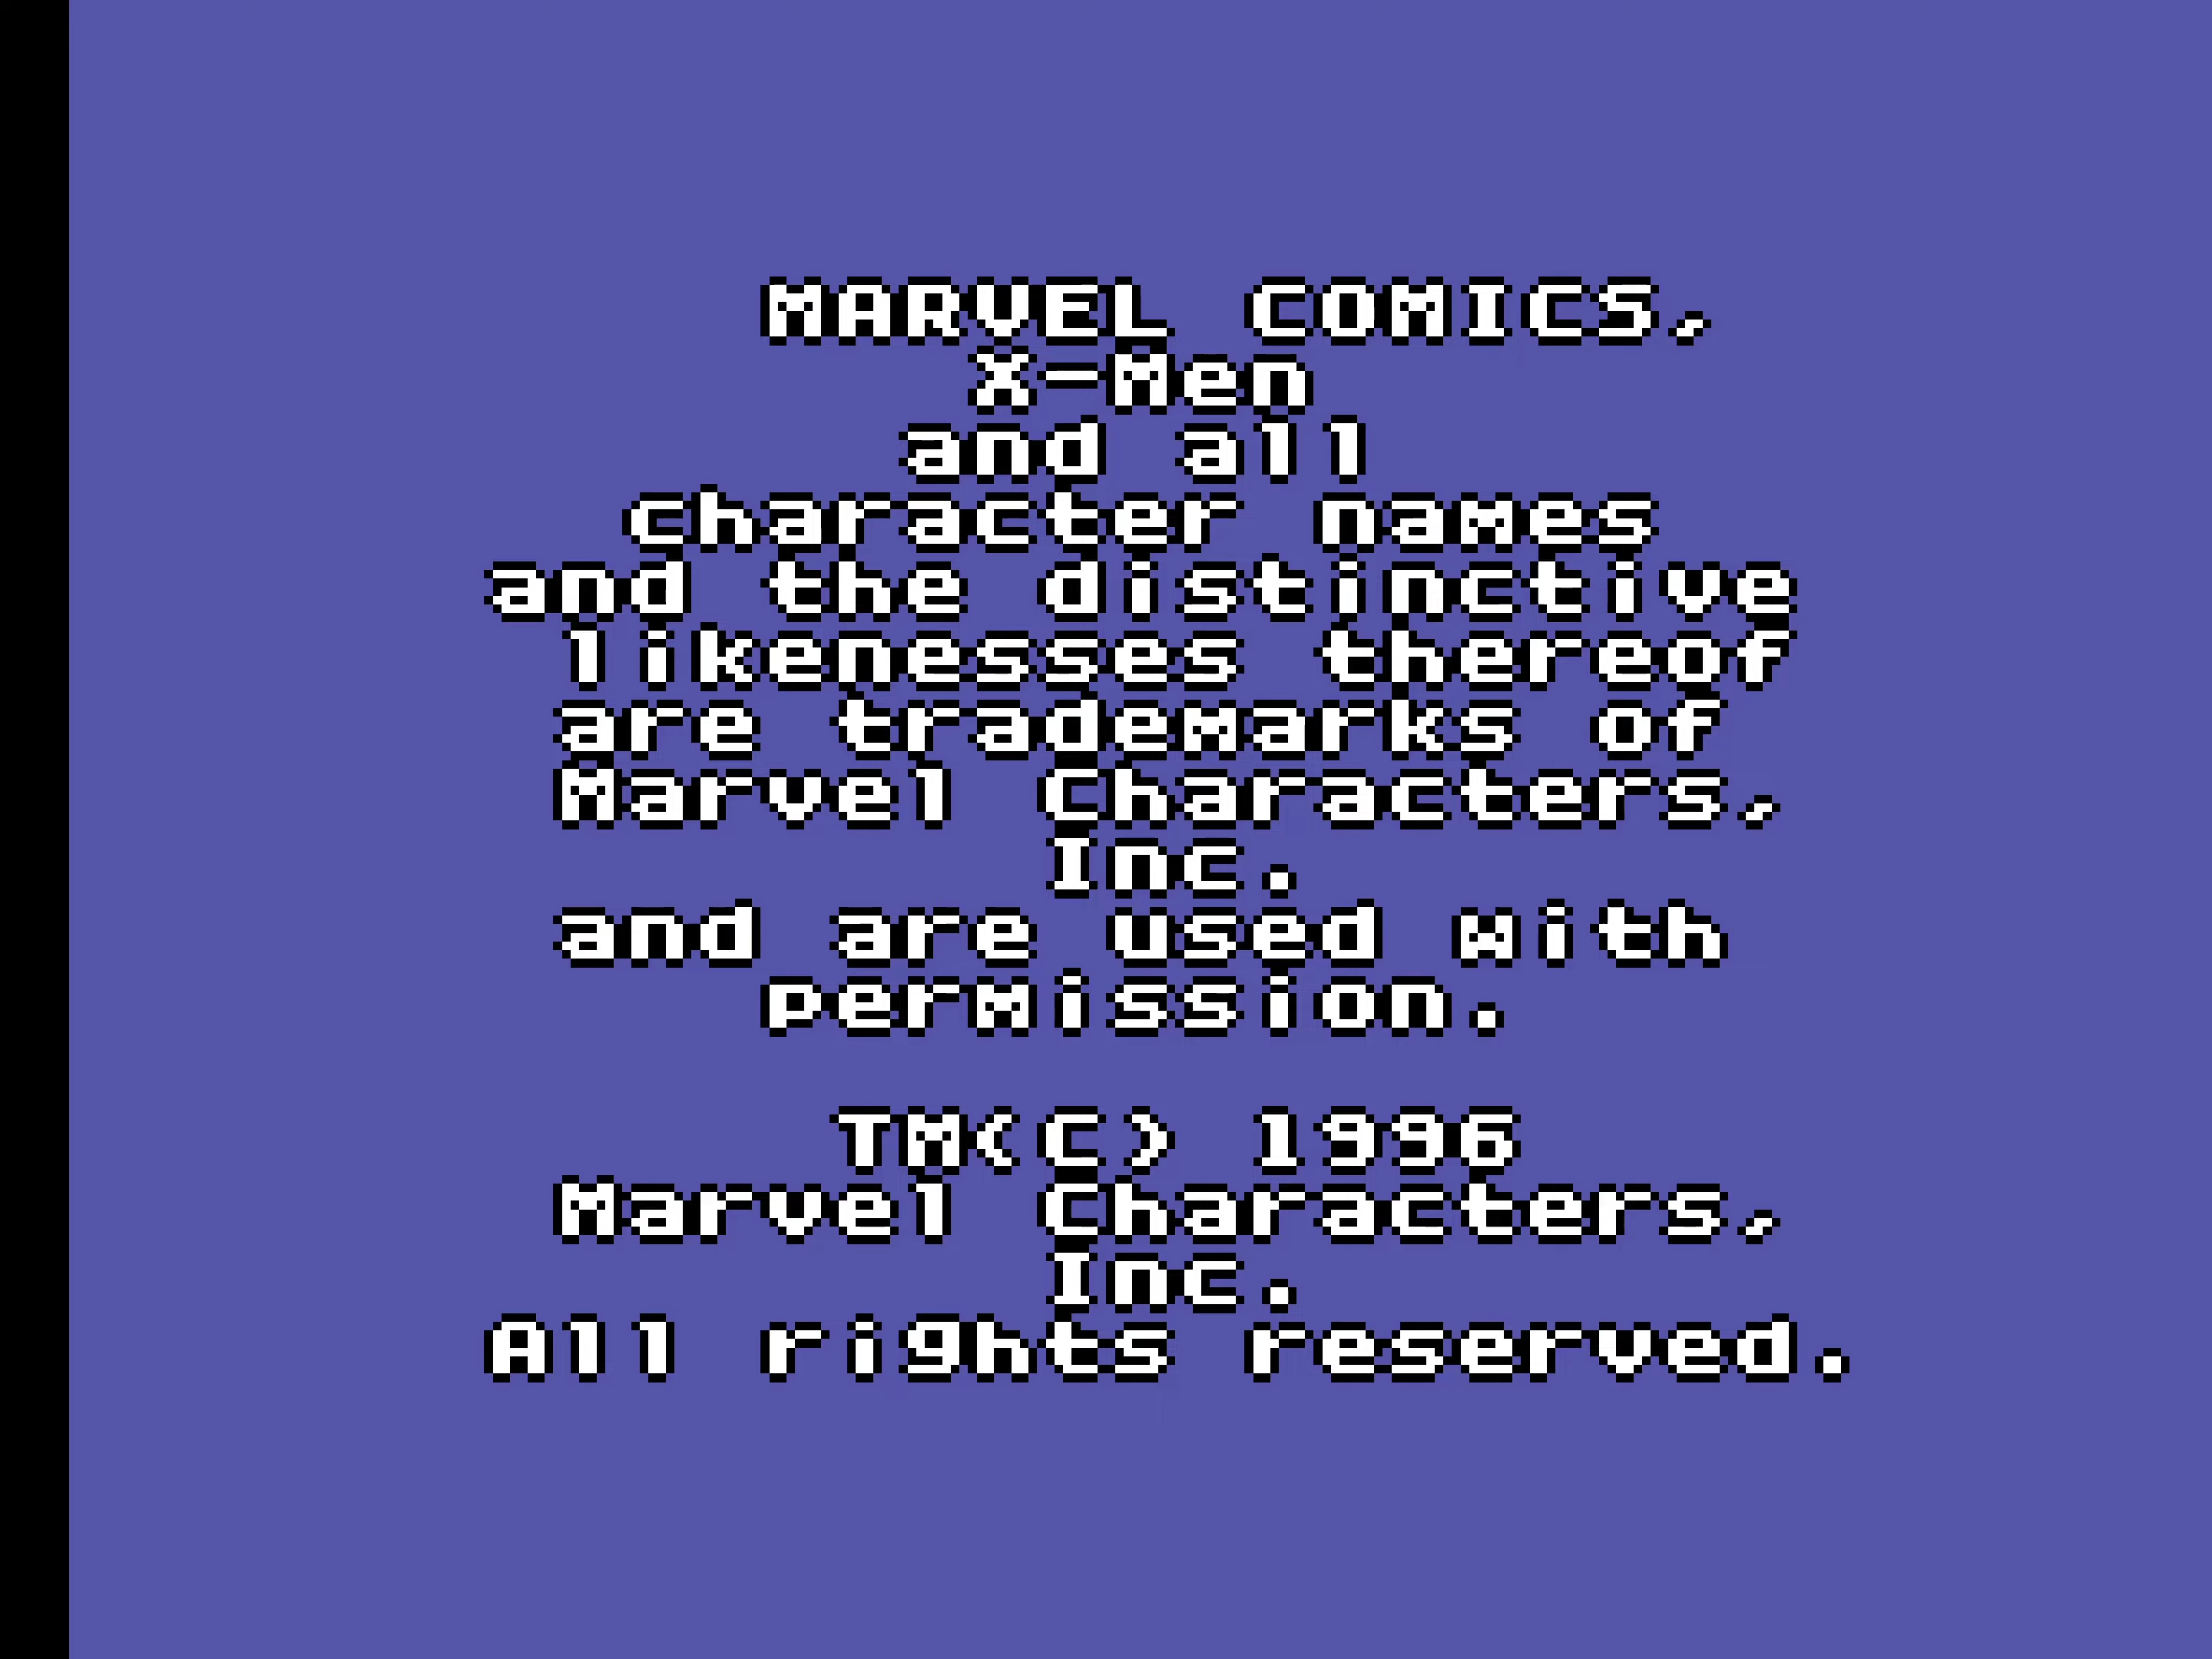 MARVEL COMICS,
X-Men
and all
character names
and the distinctive
likenesses thereof
are trademarks of
Marvel Characters,
Inc.
and are used with
permission.
TM(C) 1996
Marvel Characters,
Inc.
All rights reserved.